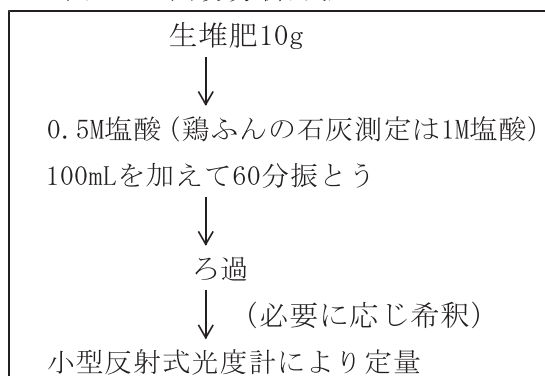 生堆肥10g
0.5M塩酸(鶏ふんの石灰測定は1M塩酸)
100mLを加えて60分振とう
ろ過
(必要に応じ希釈)
小型反射式光度計により定量